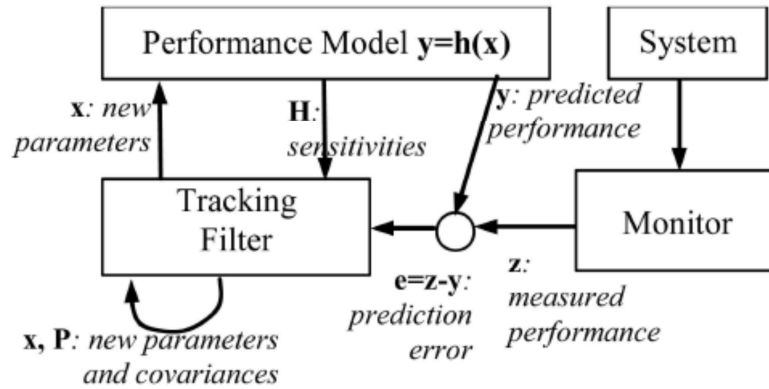 Performance Model y=h(x)
System
x: new
parameters
H:
sensitivities
y: predicted
performance
Tracking
Filter
Monitor
e=z-y:
prediction
error
z:
measured
performance
x, P: new parameters
and covariances